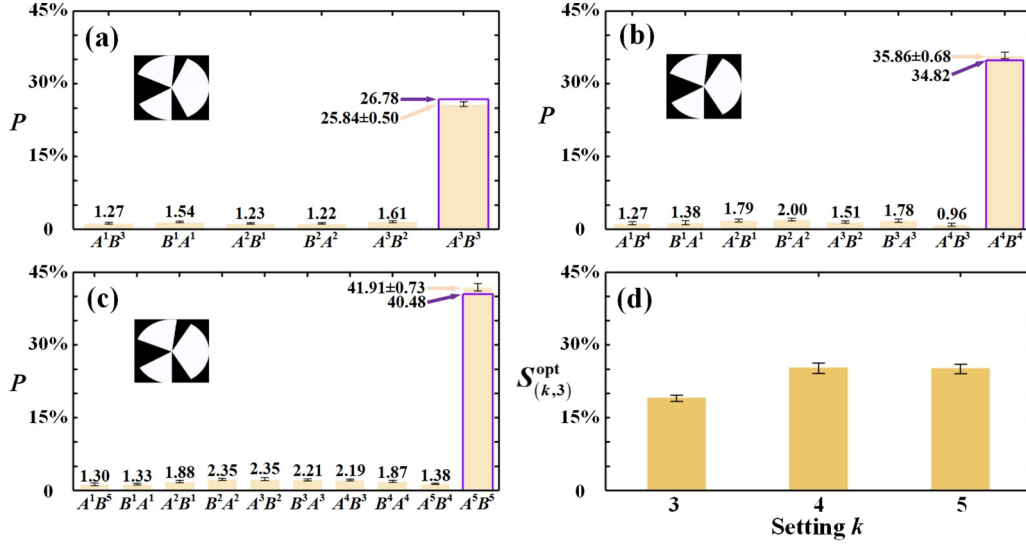 (a)
45%
30%
15%
0
P
26.78
25.84±0.50
1.27 1.54 1.23 1.22 1.61
A¹B³ B¹A¹ A²B¹ B²A² A³B² A³B³
(b)
45%
30%
15%
0
P
35.86±0.68
34.82
1.27 1.38 1.79 2.00 1.51 1.78 0.96
A¹B⁴ B¹A¹ A²B¹ B²A² A³B² B³A³ A⁴B³ A⁴B⁴
(c)
45%
30%
15%
0
P
41.91±0.73
40.48
1.30 1.33 1.88 2.35 2.35 2.21 2.19 1.87 1.38
A¹B⁵ B¹A¹ A²B¹ B²A² A³B² B³A³ A⁴B³ B⁴A⁴ A⁵B⁴ A⁵B⁵
(d)
45%
30%
15%
0
S^opt_(k,3)
3 4 5
Setting k